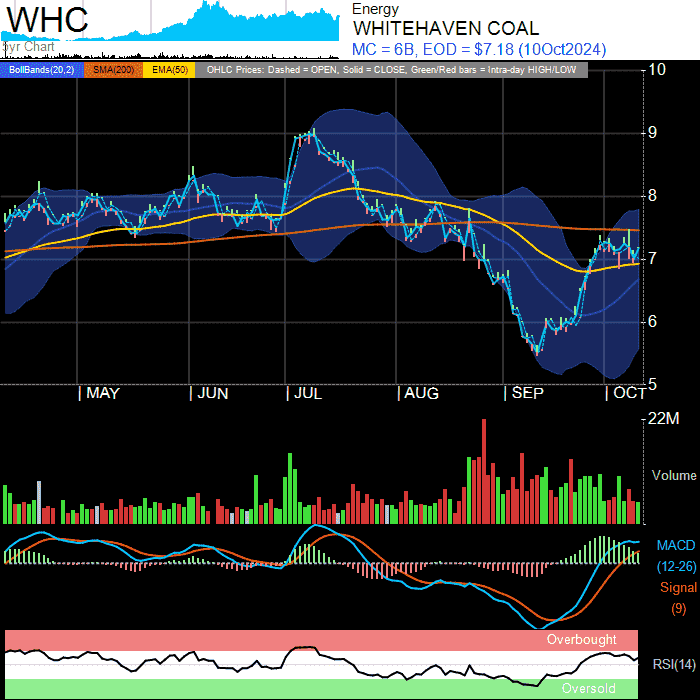 WHC
5yr Chart
Energy
WHITEHAVEN COAL
MC = 6B, EOD = $7.18 (10Oct2024)
BollBands(20,2) SMA(200) EMA(50) OHLC Prices: Dashed = OPEN, Solid = CLOSE, Green/Red bars = Intra-day HIGH/LOW
10
9
8
7
6
5
| MAY | JUN | JUL | AUG | SEP | OCT
22M
Volume
MACD
(12-26)
Signal
(9)
Overbought
RSI(14)
Oversold